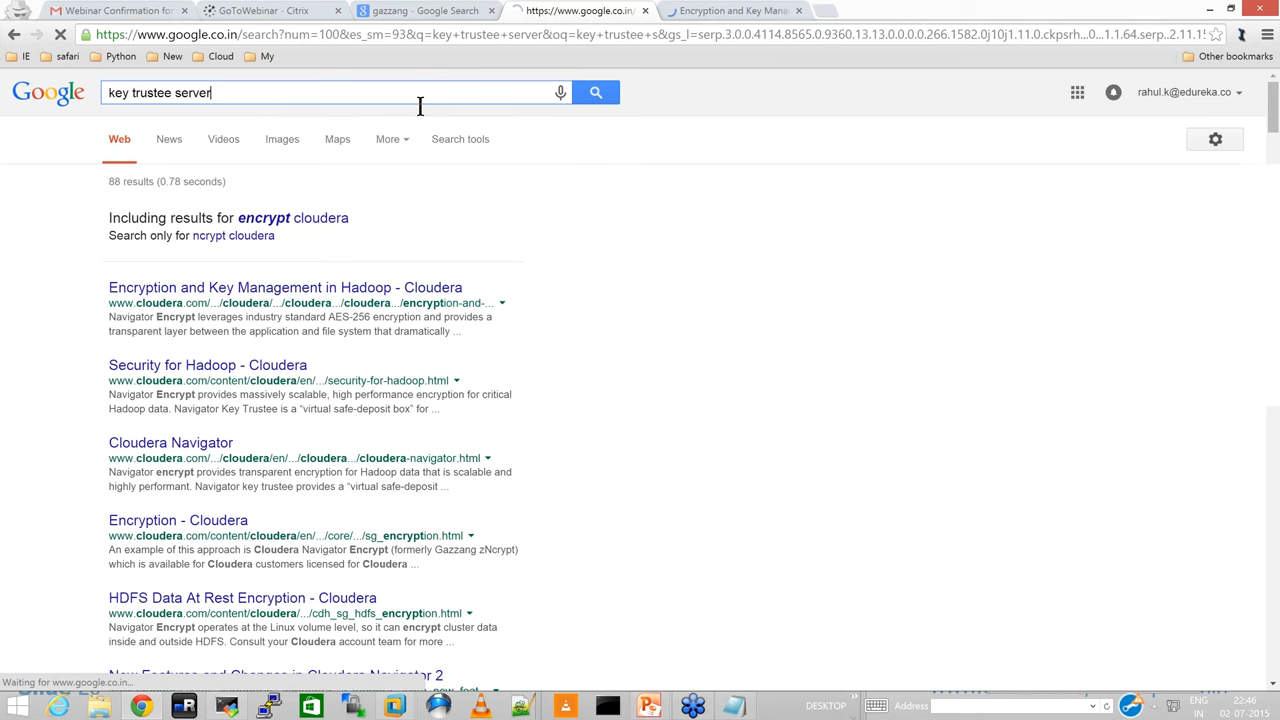 Webinar Confirmation for
GoToWebinar - Citrix
gazzang - Google Search
https://www.google.co.in/
Encryption and Key Mana
https://www.google.co.in/search?num=100&es_sm=93&q=key+trustee+server&oq=key+trustee+s&gs_l=serp.3.0.0.4114.8565.0.9360.13.13.0.0.0.0.266.1582.0j10j1.11.0.ckpsrh...0...1.1.64.serp..2.11.15
IE
safari
Python
New
Cloud
My
Other bookmarks
Google
key trustee server
rahul.k@edureka.co
Web
News
Videos
Images
Maps
More
Search tools
88 results (0.78 seconds)
Including results for encrypt cloudera
Search only for ncrypt cloudera
Encryption and Key Management in Hadoop - Cloudera
www.cloudera.com/.../cloudera/.../cloudera.../cloudera.../encryption-and-...
Navigator Encrypt leverages industry standard AES-256 encryption and provides a
transparent layer between the application and file system that dramatically ...
Security for Hadoop - Cloudera
www.cloudera.com/content/cloudera/en/.../security-for-hadoop.html
Navigator Encrypt provides massively scalable, high performance encryption for critical
Hadoop data. Navigator Key Trustee is a “virtual safe-deposit box” for ...
Cloudera Navigator
www.cloudera.com/.../cloudera/en/.../cloudera.../cloudera-navigator.html
Navigator encrypt provides transparent encryption for Hadoop data that is scalable and
highly performant. Navigator key trustee provides a “virtual safe-deposit ...
Encryption - Cloudera
www.cloudera.com/content/cloudera/en/.../core/.../sg_encryption.html
An example of this approach is Cloudera Navigator Encrypt (formerly Gazzang zNcrypt)
which is available for Cloudera customers licensed for Cloudera ...
HDFS Data At Rest Encryption - Cloudera
www.cloudera.com/content/cloudera/.../cdh_sg_hdfs_encryption.html
Navigator Encrypt operates at the Linux volume level, so it can encrypt cluster data
inside and outside HDFS. Consult your Cloudera account team for more ...
New Features and Changes in Cloudera Navigator 2
Waiting for www.google.co.in...
DESKTOP
Address
ENG
IN
22:46
02-07-2015